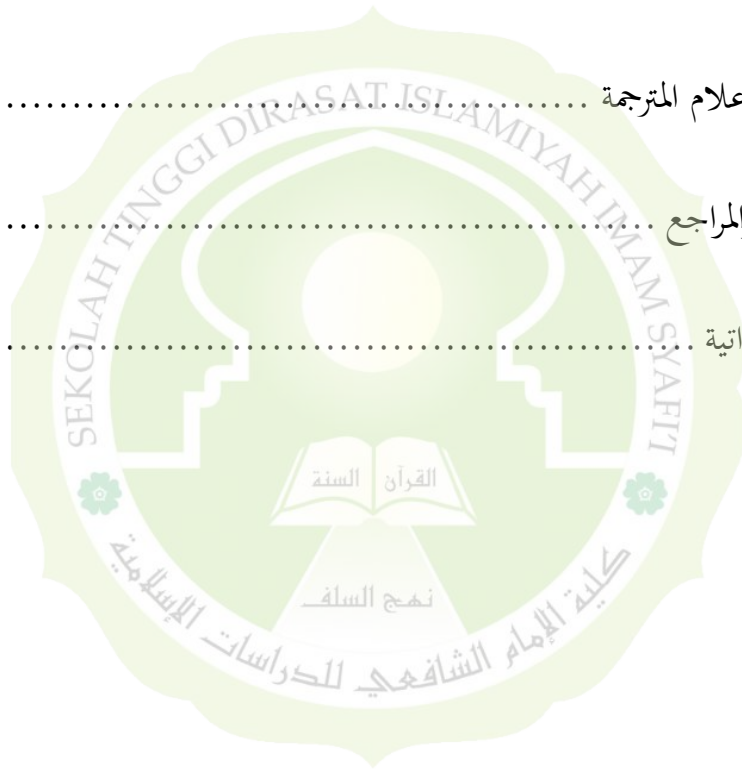 علام المترجمة ............................................
المراجع ..................................................
اتية .....................................................
SEKOLAH TINGGI DIRASAT ISLAMIYAH IMAM SYAFI'I
القرآن السنة
نهج السلف
كلية الإمام الشافعي للدراسات الإسلامية